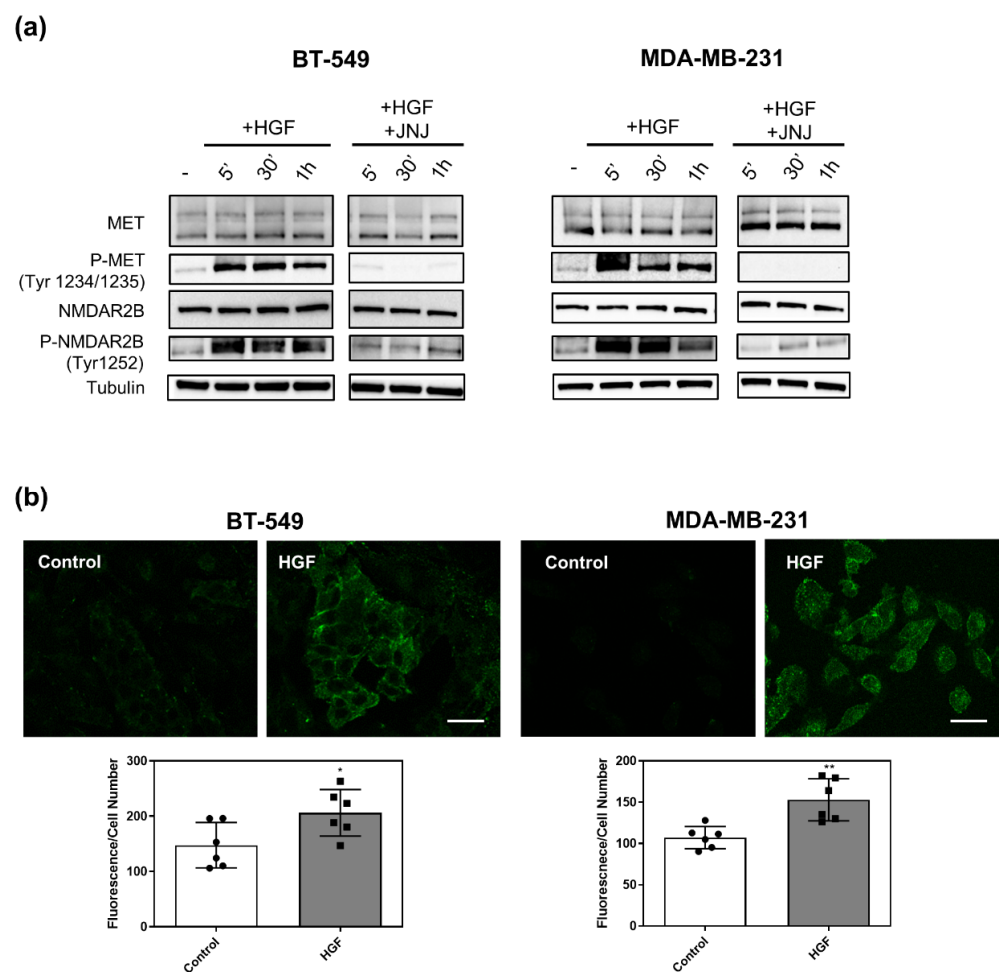 (a)
BT-549
MDA-MB-231
+HGF
+HGF
+JNJ
+HGF
+HGF
+JNJ
- 5' 30' 1h 5' 30' 1h
- 5' 30' 1h 5' 30' 1h
MET
P-MET
(Tyr 1234/1235)
NMDAR2B
P-NMDAR2B
(Tyr1252)
Tubulin
(b)
BT-549
MDA-MB-231
Control
HGF
Control
HGF
Fluorescence/Cell Number
300
200
100
0
*
Control
HGF
Fluorescnece/Cell Number
200
150
100
50
0
**
Control
HGF